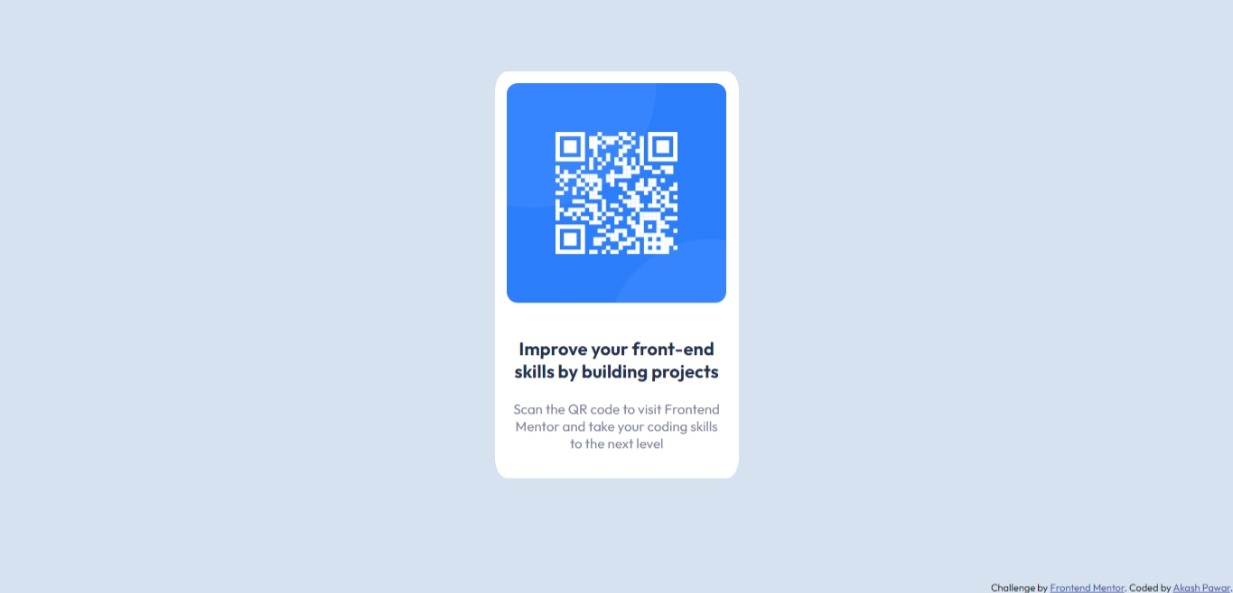 Improve your front-end
skills by building projects
Scan the QR code to visit Frontend
Mentor and take your coding skills
to the next level
Challenge by Frontend Mentor. Coded by Akash Pawar.